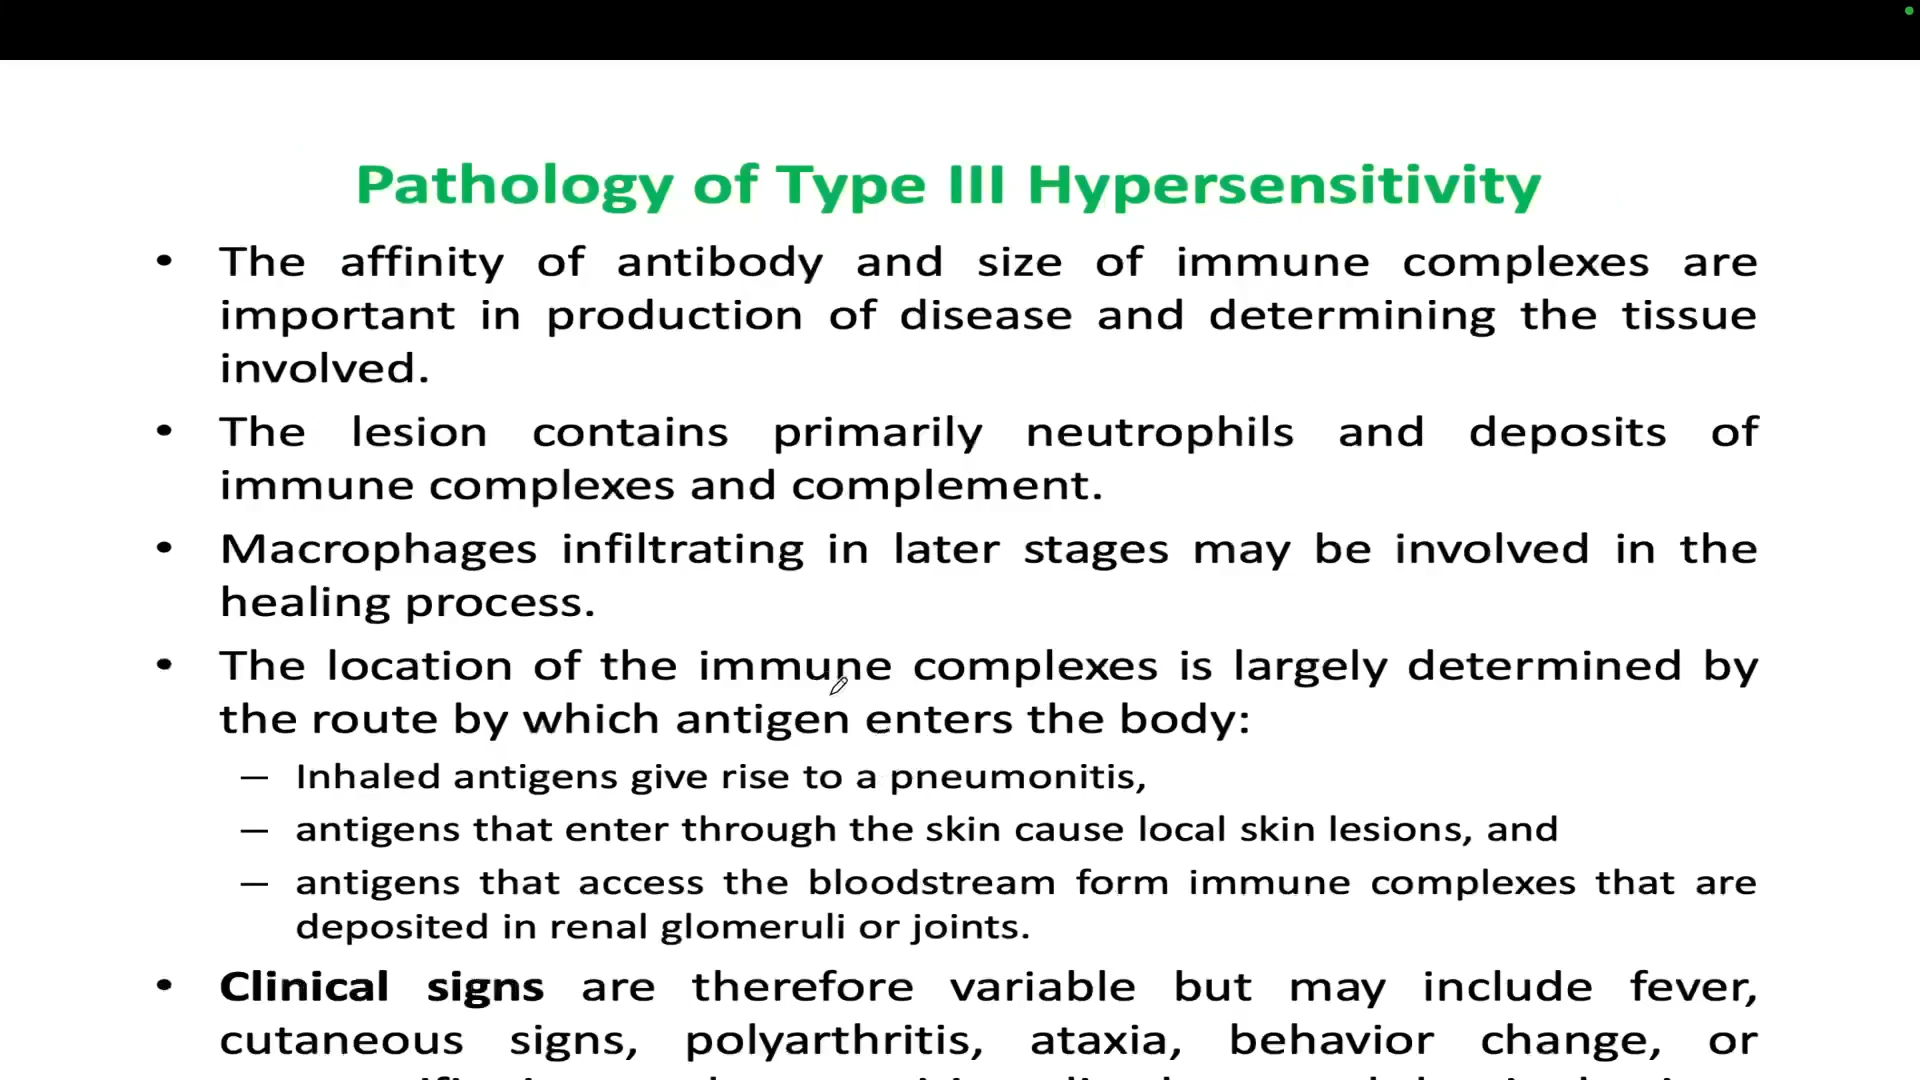 Pathology of Type III Hypersensitivity
• The affinity of antibody and size of immune complexes are
important in production of disease and determining the tissue
involved.
• The lesion contains primarily neutrophils and deposits of
immune complexes and complement.
• Macrophages infiltrating in later stages may be involved in the
healing process.
• The location of the immune complexes is largely determined by
the route by which antigen enters the body:
– Inhaled antigens give rise to a pneumonitis,
– antigens that enter through the skin cause local skin lesions, and
– antigens that access the bloodstream form immune complexes that are
deposited in renal glomeruli or joints.
• Clinical signs are therefore variable but may include fever,
cutaneous signs, polyarthritis, ataxia, behavior change, or